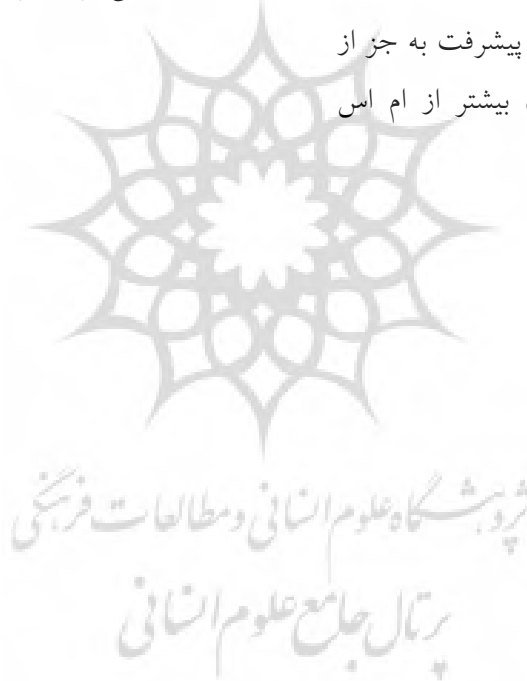 پیشرفت به جز از
بیشتر از ام اس
پژوهشگاه علوم انسانی و مطالعات فرهنگی
پرتال جامع علوم انسانی